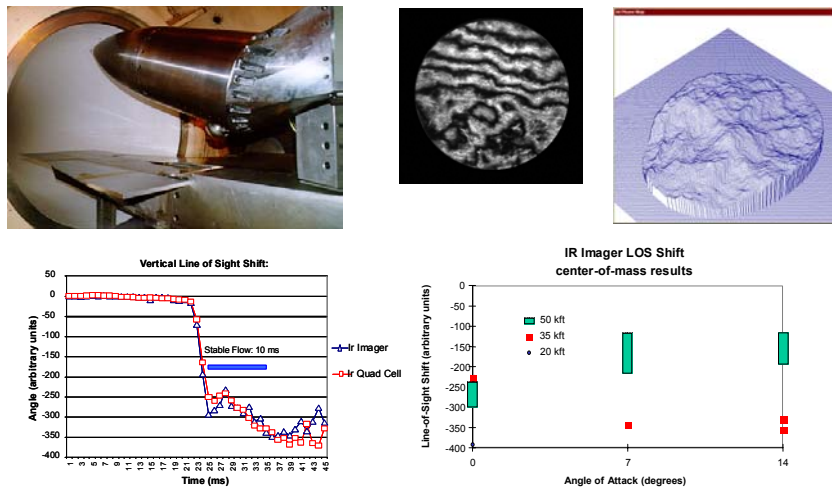 Vertical Line of Sight Shift:
Angle (arbitrary units)
50
0
-50
-100
-150
-200
-250
-300
-350
-400
Stable Flow: 10 ms
Ir Imager
Ir Quad Cell
1 3 5 7 9 11 13 15 17 19 21 23 25 27 29 31 33 35 37 39 41 43 45
Time (ms)
IR Imager LOS Shift
center-of-mass results
Line-of-Sight Shift (arbitrary units)
0
-50
-100
-150
-200
-250
-300
-350
-400
50 kft
35 kft
20 kft
0 7 14
Angle of Attack (degrees)